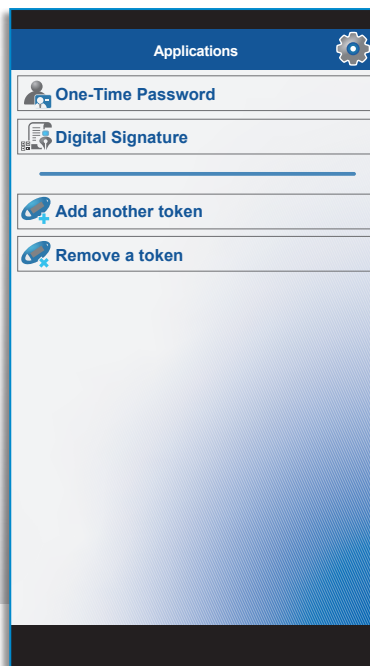 Applications
One-Time Password
Digital Signature
Add another token
Remove a token